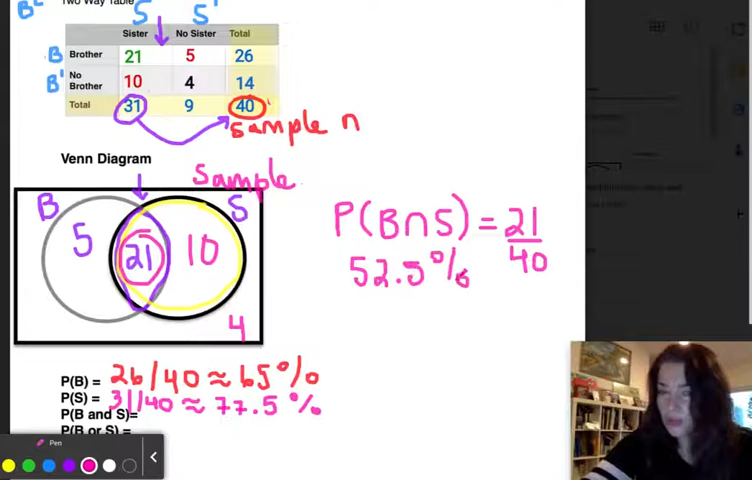 Two Way Table
S S'
Sister No Sister Total
B Brother 21 5 26
B' No Brother 10 4 14
Total 31 9 40
sample n
Venn Diagram
Sample
B S
5 21 10
4
P(B∩S) = 21/40
52.5%
P(B) = 26/40 ≈ 65%
P(S) = 31/40 ≈ 77.5%
P(B and S)=
P(B or S) =
Pen